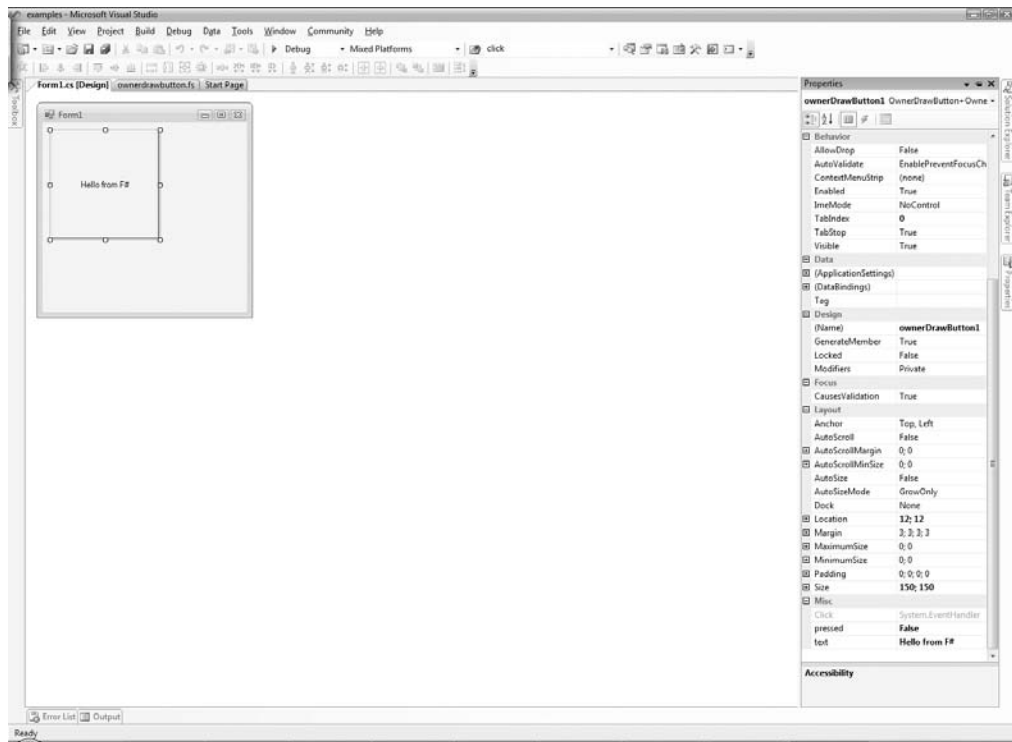 examples - Microsoft Visual Studio
File Edit View Project Build Debug Data Tools Window Community Help
Debug Mixed Platforms click
Form1.cs [Design] ownerdrawbutton.fs Start Page
Toolbox
Form1
Hello from F#
Properties
ownerDrawButton1 OwnerDrawButton+Owne
Behavior
AllowDrop False
AutoValidate EnablePreventFocusCh
ContextMenuStrip (none)
Enabled True
ImeMode NoControl
TabIndex 0
TabStop True
Visible True
Data
(ApplicationSettings)
(DataBindings)
Tag
Design
(Name) ownerDrawButton1
GenerateMember True
Locked False
Modifiers Private
Focus
CausesValidation True
Layout
Anchor Top, Left
AutoScroll False
AutoScrollMargin 0; 0
AutoScrollMinSize 0; 0
AutoSize False
AutoSizeMode GrowOnly
Dock None
Location 12; 12
Margin 3; 3; 3; 3
MaximumSize 0; 0
MinimumSize 0; 0
Padding 0; 0; 0; 0
Size 150; 150
Misc
Click System.EventHandler
pressed False
text Hello from F#
Accessibility
Solution Explorer
Team Explorer
Properties
Error List Output
Ready